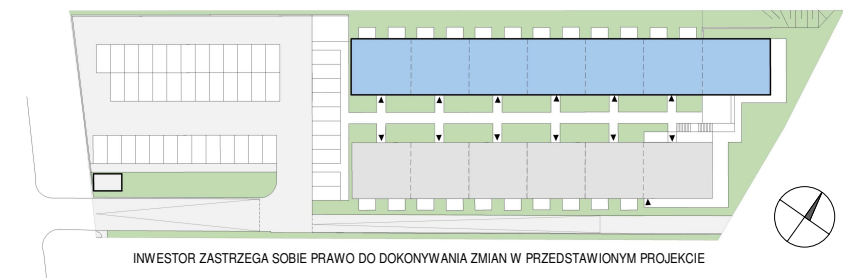 INWESTOR ZASTRZEGA SOBIE PRAWO DO DOKONYWANIA ZMIAN W PRZEDSTAWIONYM PROJEKCIE